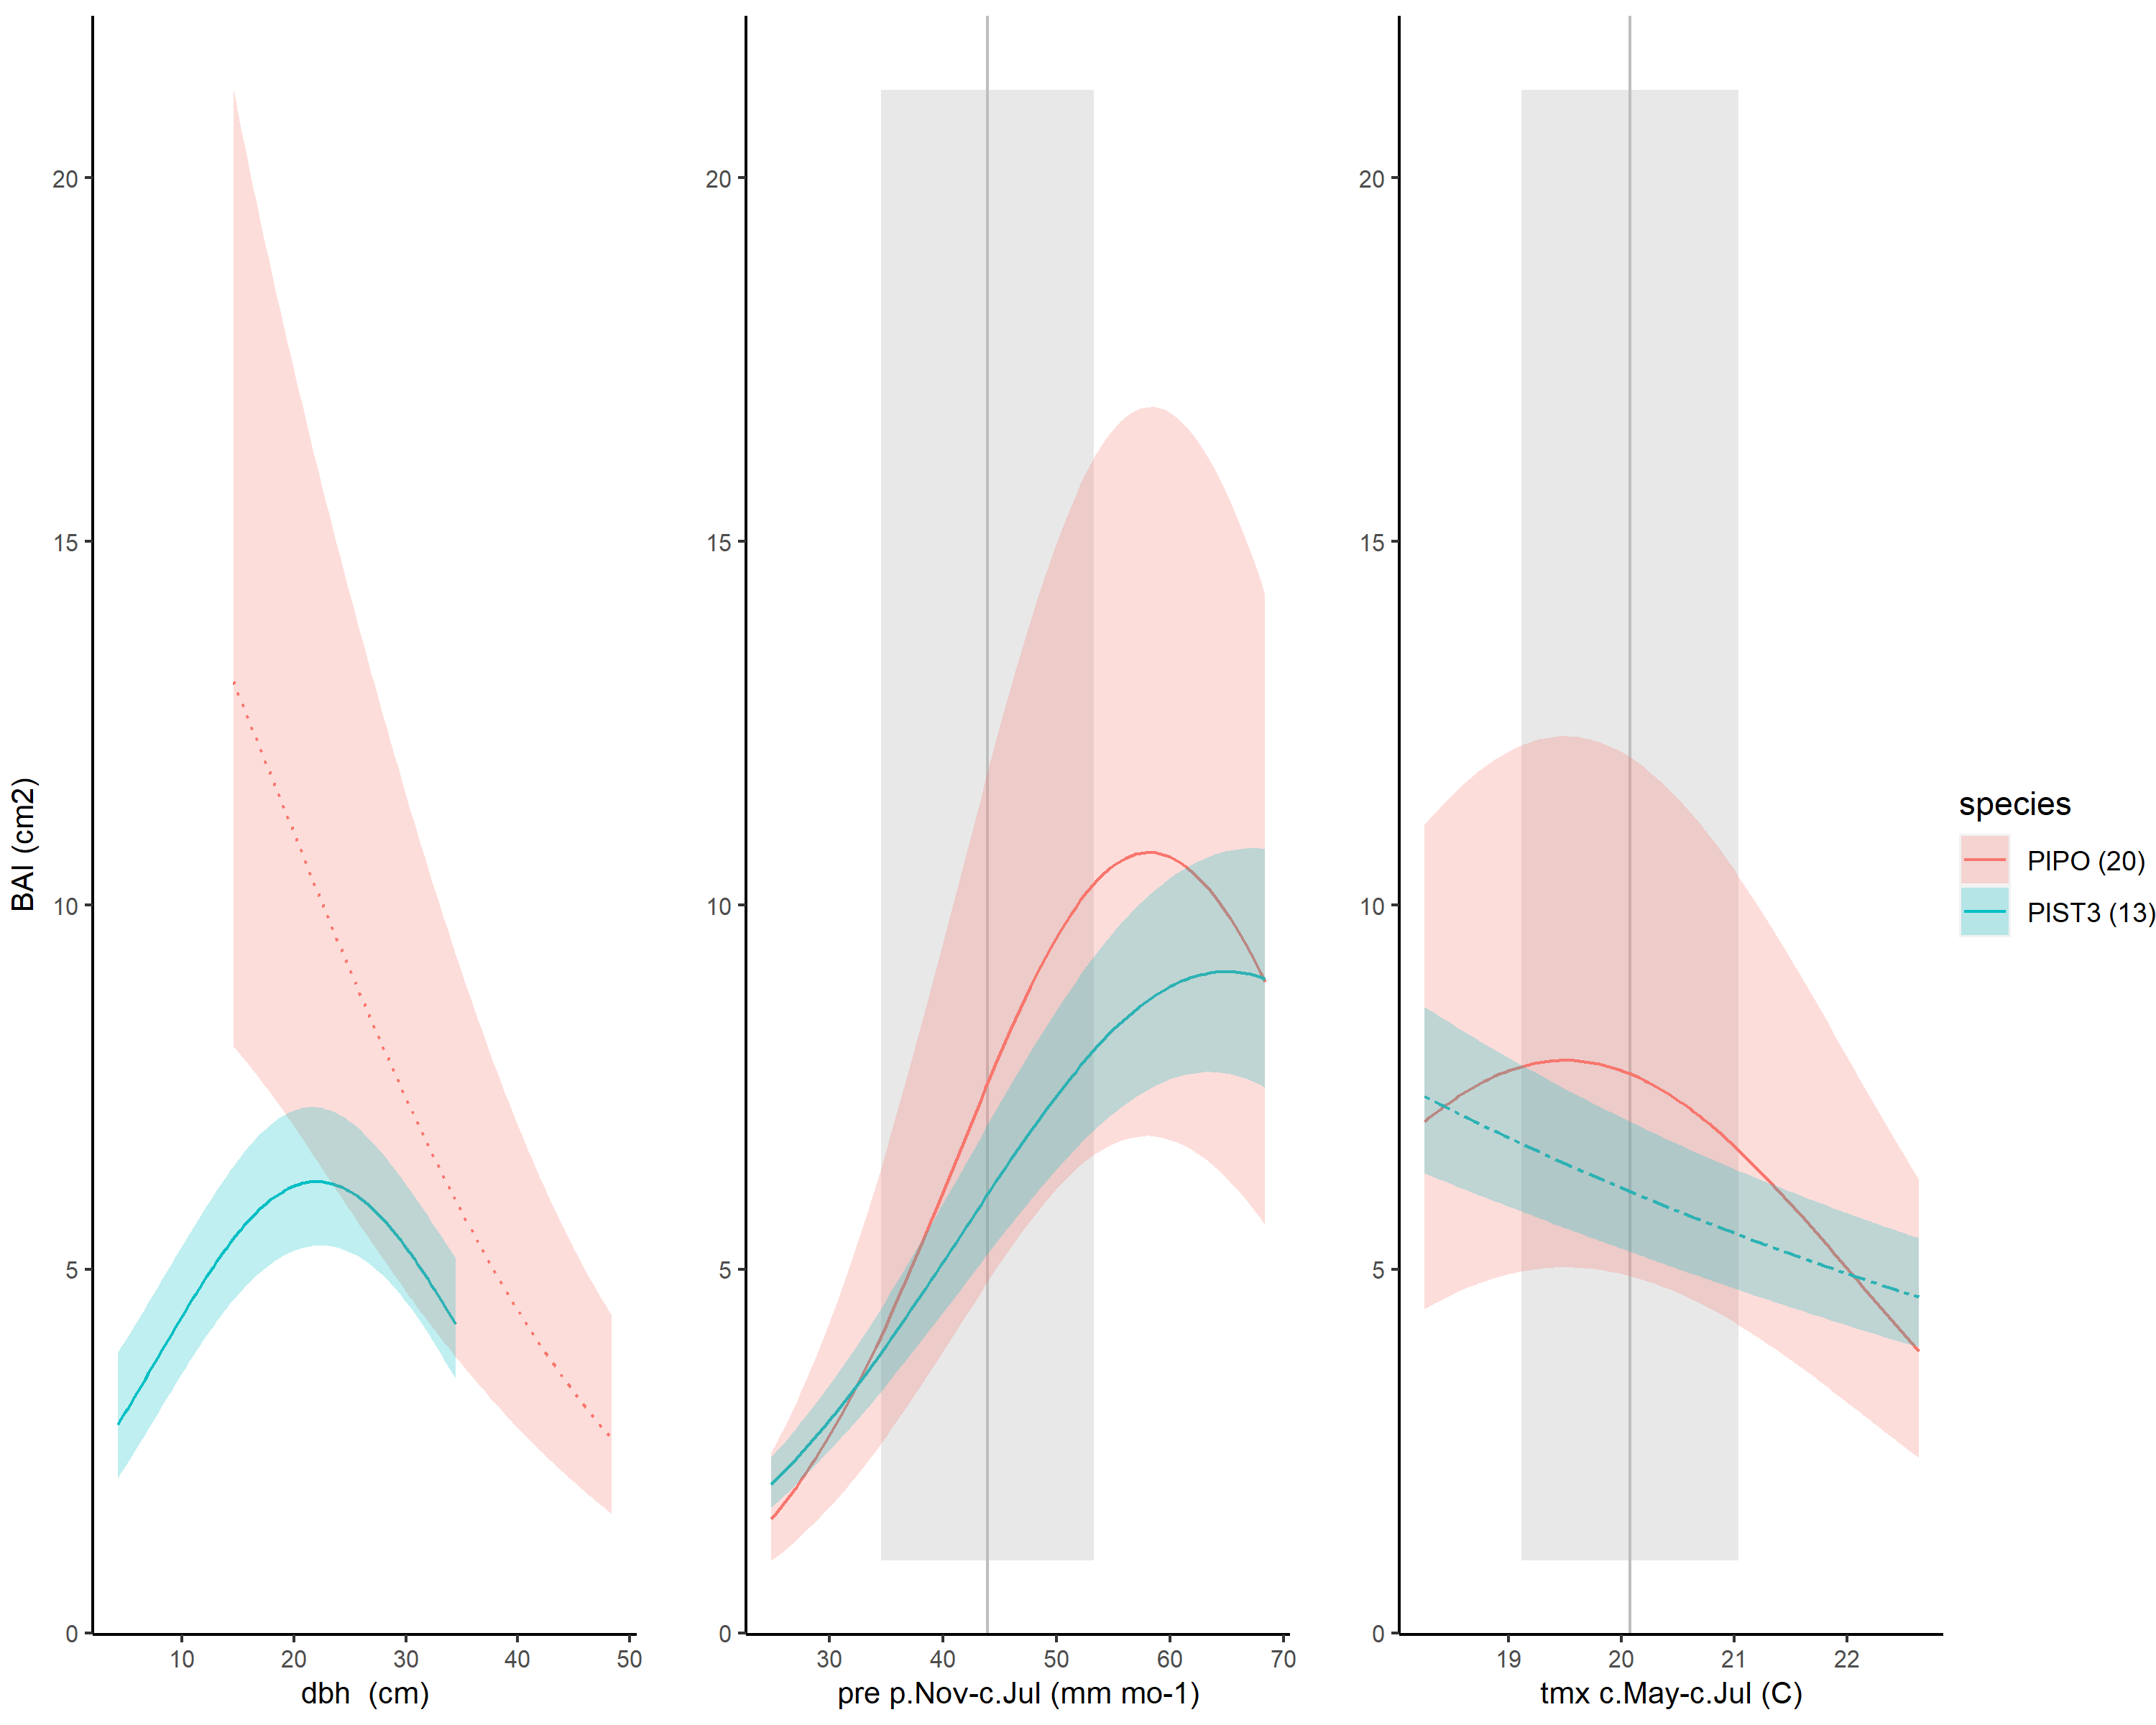 BAI (cm2)
20
15
10
5
0
10 20 30 40 50
dbh  (cm)
20
15
10
5
0
30 40 50 60 70
pre p.Nov-c.Jul (mm mo-1)
20
15
10
5
0
19 20 21 22
tmx c.May-c.Jul (C)
species
PIPO (20)
PIST3 (13)